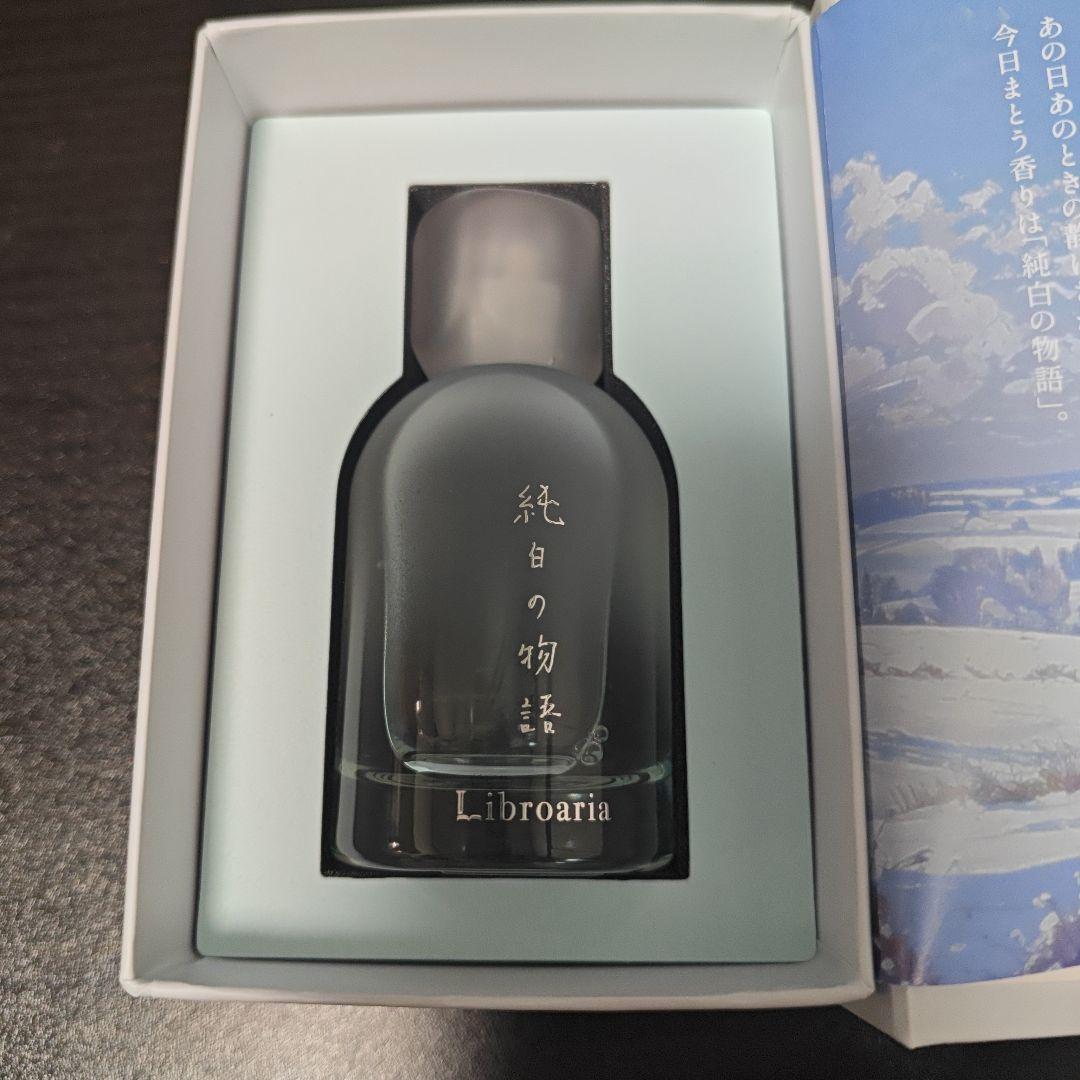 あの日あのときの
今日まとう香りは「純白の物語」。
純白の物語
Libroaria